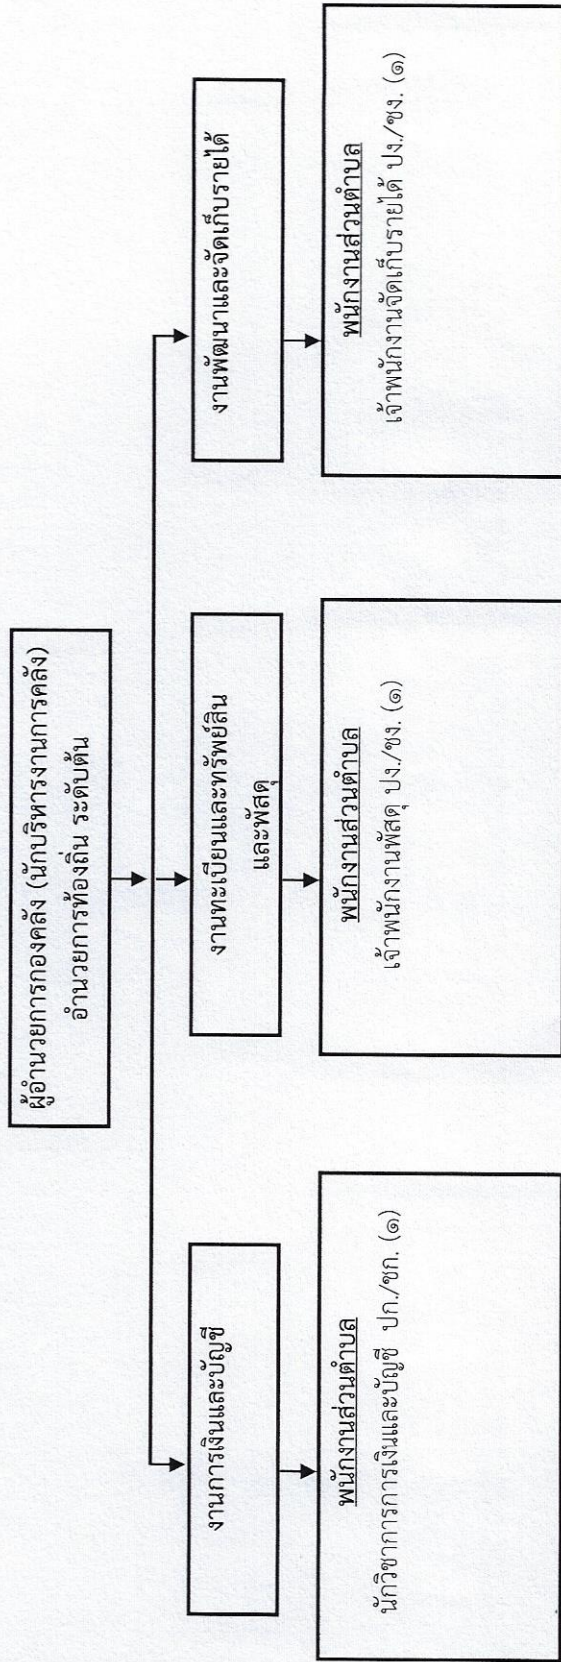 ผู้อำนวยการกองคลัง (นักบริหารงานการคลัง)
อำนวยการท้องถิ่น ระดับต้น
งานการเงินและบัญชี
พนักงานส่วนตำบล
นักวิชาการการเงินและบัญชี ปก./ชก. (๑)
งานทะเบียนและทรัพย์สิน
และพัสดุ
พนักงานส่วนตำบล
เจ้าพนักงานพัสดุ ปง./ชง. (๑)
งานพัฒนาและจัดเก็บรายได้
พนักงานส่วนตำบล
เจ้าพนักงานจัดเก็บรายได้ ปง./ชง. (๑)